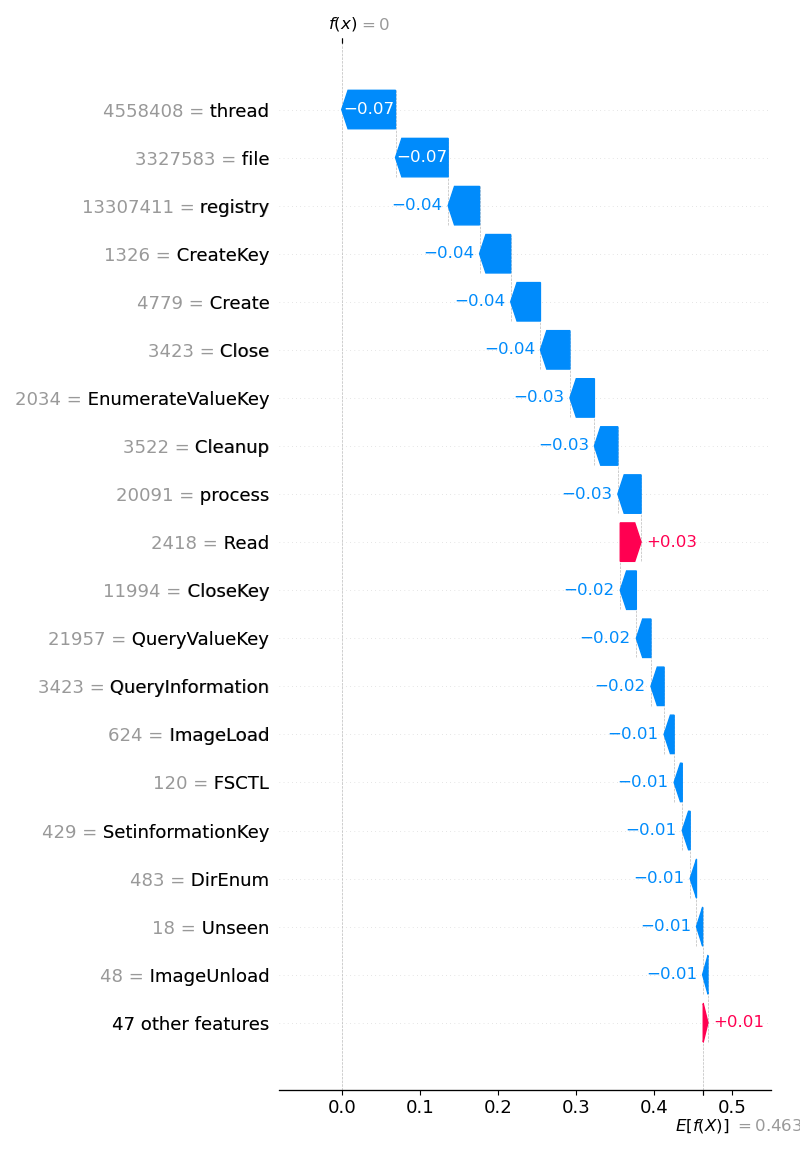 f(x) = 0
4558408 = thread −0.07
3327583 = file −0.07
13307411 = registry −0.04
1326 = CreateKey −0.04
4779 = Create −0.04
3423 = Close −0.04
2034 = EnumerateValueKey −0.03
3522 = Cleanup −0.03
20091 = process −0.03
2418 = Read +0.03
11994 = CloseKey −0.02
21957 = QueryValueKey −0.02
3423 = QueryInformation −0.02
624 = ImageLoad −0.01
120 = FSCTL −0.01
429 = SetinformationKey −0.01
483 = DirEnum −0.01
18 = Unseen −0.01
48 = ImageUnload −0.01
47 other features +0.01
0.0 0.1 0.2 0.3 0.4 0.5
E[f(X)] = 0.463